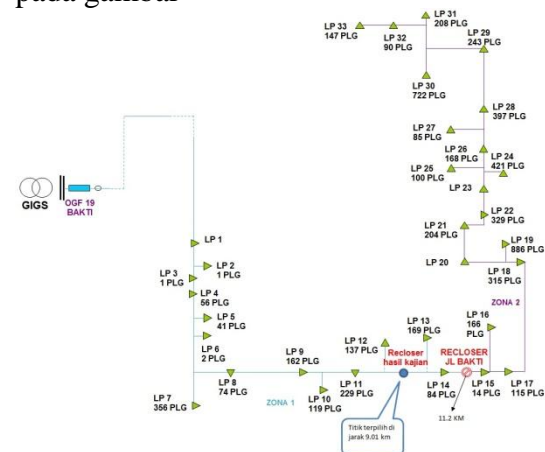 pada gambar
LP 33
147 PLG
LP 32
90 PLG
LP 31
208 PLG
LP 29
243 PLG
LP 30
722 PLG
LP 28
397 PLG
LP 27
85 PLG
LP 26
168 PLG
LP 24
421 PLG
LP 25
100 PLG
LP 23
LP 22
329 PLG
LP 21
204 PLG
LP 19
886 PLG
LP 20
LP 18
315 PLG
GIGS
OGF 19
BAKTI
LP 1
LP 2
1 PLG
LP 3
1 PLG
LP 4
56 PLG
LP 5
41 PLG
LP 6
2 PLG
LP 7
356 PLG
LP 8
74 PLG
LP 9
162 PLG
LP 10
119 PLG
ZONA 1
LP 11
229 PLG
LP 12
137 PLG
Recloser
hasil kajian
LP 13
169 PLG
LP 14
84 PLG
RECLOSER
JL BAKTI
LP 16
166
PLG
LP 15
14 PLG
LP 17
115 PLG
ZONA 2
11.2 KM
Titik terpilih di
jarak 9.01 km